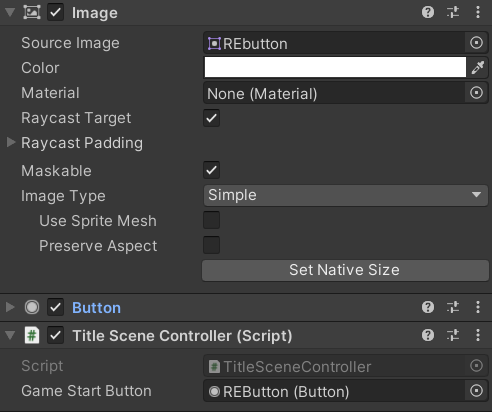 Image
Source Image REbutton
Color
Material None (Material)
Raycast Target
Raycast Padding
Maskable
Image Type Simple
Use Sprite Mesh
Preserve Aspect
Set Native Size
Button
Title Scene Controller (Script)
Script TitleSceneController
Game Start Button REButton (Button)